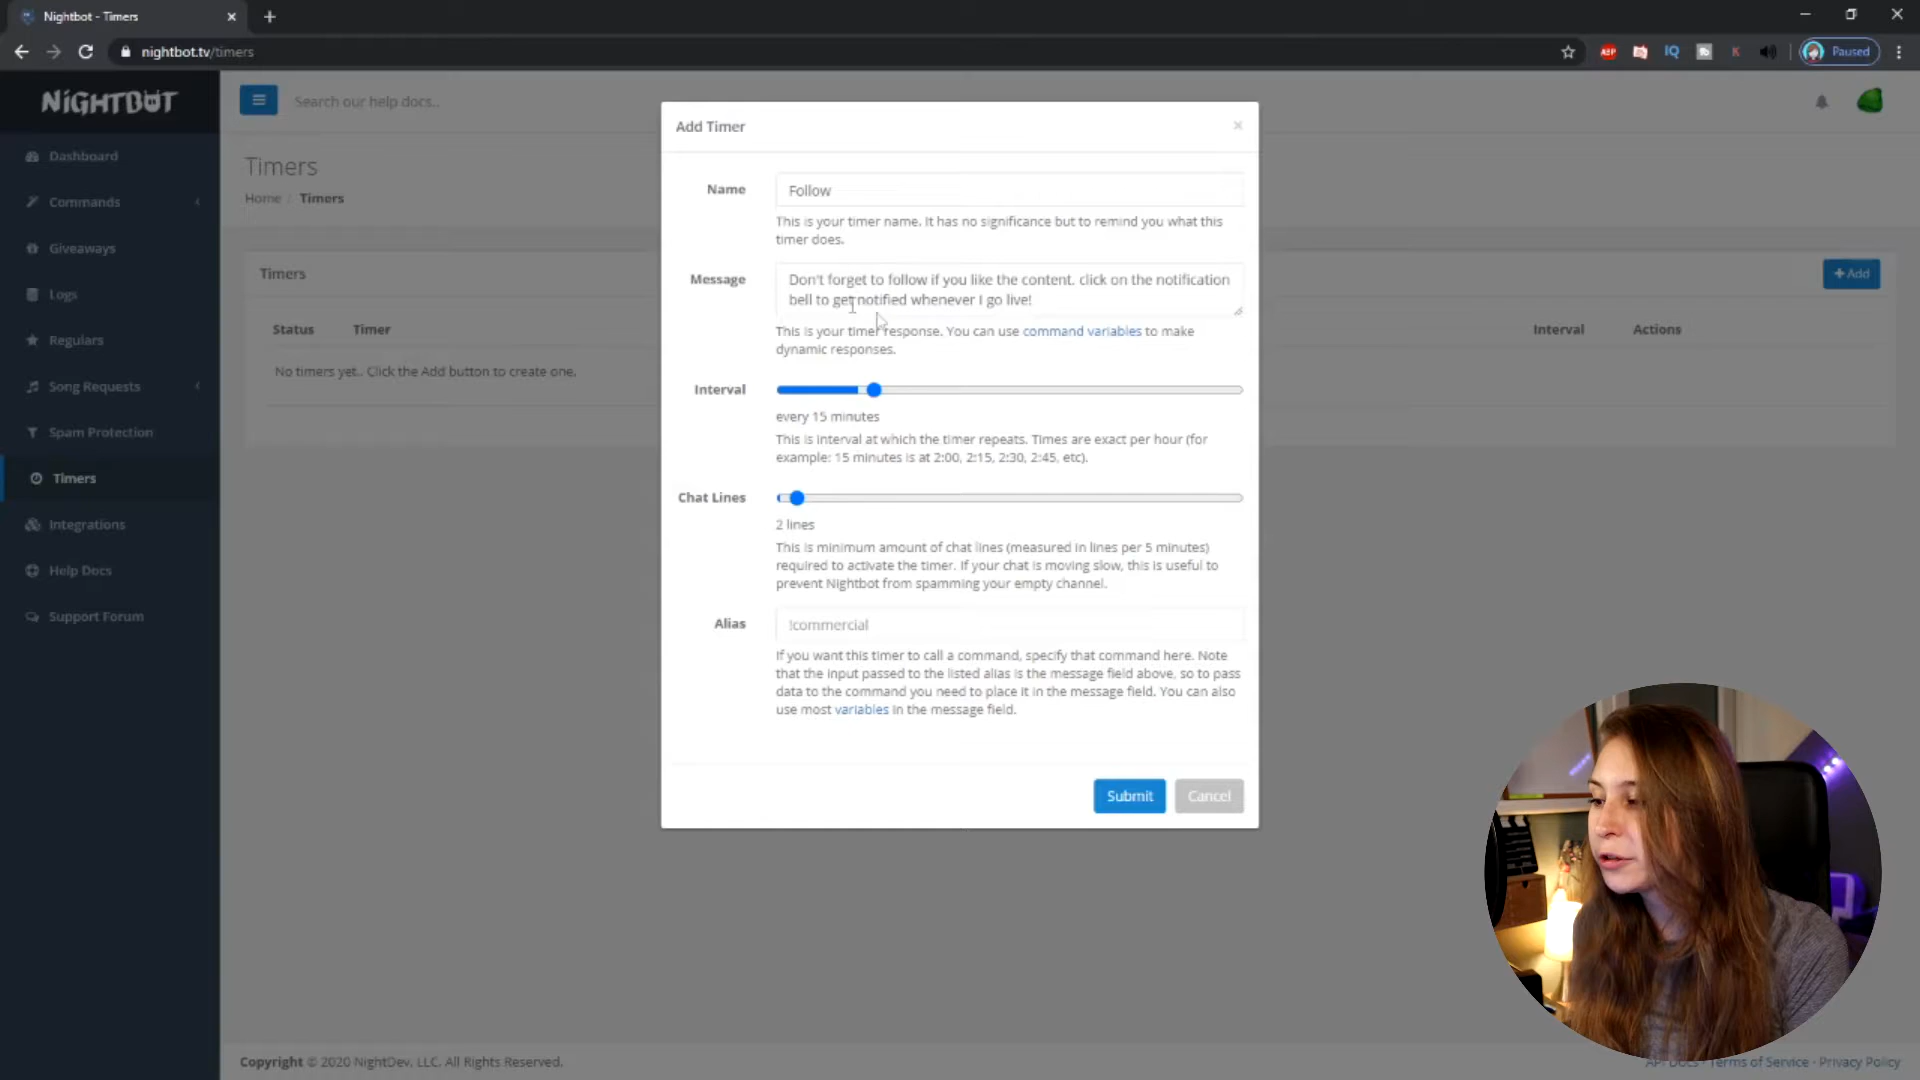 Nightbot - Timers
nightbot.tv/timers
ABP
IQ
K
Paused
NIGHTBOT
Search our help docs..
Dashboard
Commands
Giveaways
Logs
Regulars
Song Requests
Spam Protection
Timers
Integrations
Help Docs
Support Forum
Timers
Home / Timers
Timers
+ Add
Status
Timer
Interval
Actions
No timers yet.. Click the Add button to create one.
Add Timer
×
Name
Follow
This is your timer name. It has no significance but to remind you what this
timer does.
Message
Don't forget to follow if you like the content. click on the notification
bell to get notified whenever I go live!
This is your timer response. You can use command variables to make
dynamic responses.
Interval
every 15 minutes
This is interval at which the timer repeats. Times are exact per hour (for
example: 15 minutes is at 2:00, 2:15, 2:30, 2:45, etc).
Chat Lines
2 lines
This is minimum amount of chat lines (measured in lines per 5 minutes)
required to activate the timer. If your chat is moving slow, this is useful to
prevent Nightbot from spamming your empty channel.
Alias
!commercial
If you want this timer to call a command, specify that command here. Note
that the input passed to the listed alias is the message field above, so to pass
data to the command you need to place it in the message field. You can also
use most variables in the message field.
Submit
Cancel
Copyright © 2020 NightDev, LLC. All Rights Reserved.
API Docs · Terms of Service · Privacy Policy